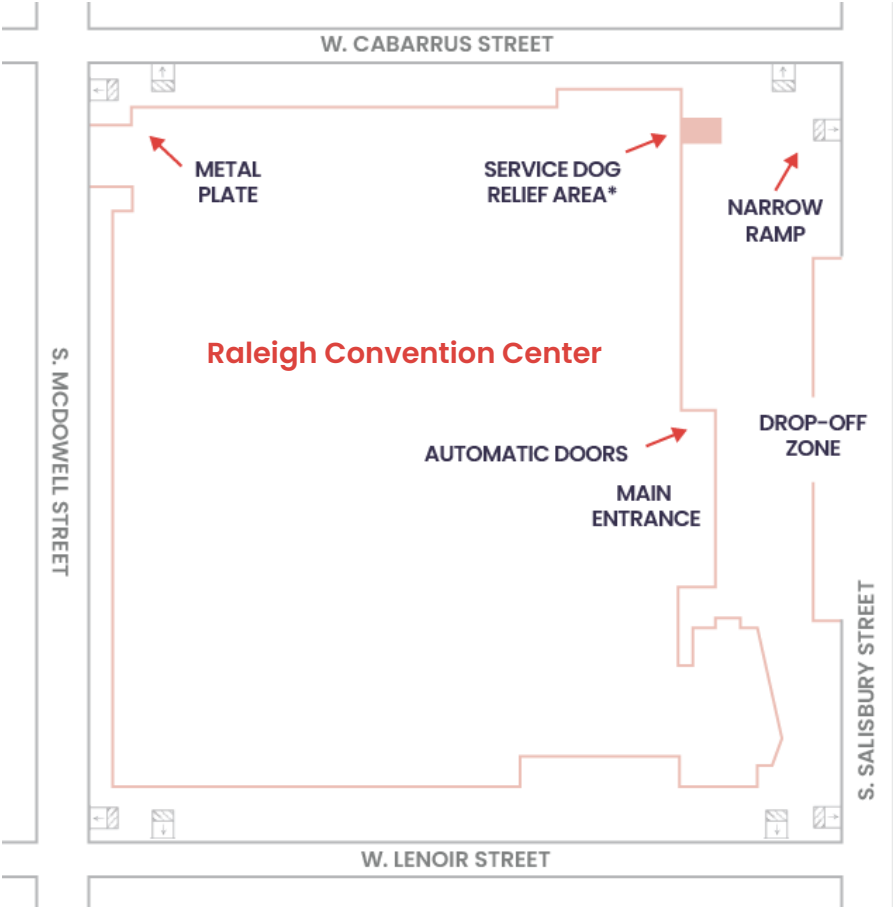 W. CABARRUS STREET
METAL
PLATE
SERVICE DOG
RELIEF AREA*
NARROW
RAMP
Raleigh Convention Center
S. MCDOWELL STREET
DROP-OFF
ZONE
AUTOMATIC DOORS
MAIN
ENTRANCE
S. SALISBURY STREET
W. LENOIR STREET